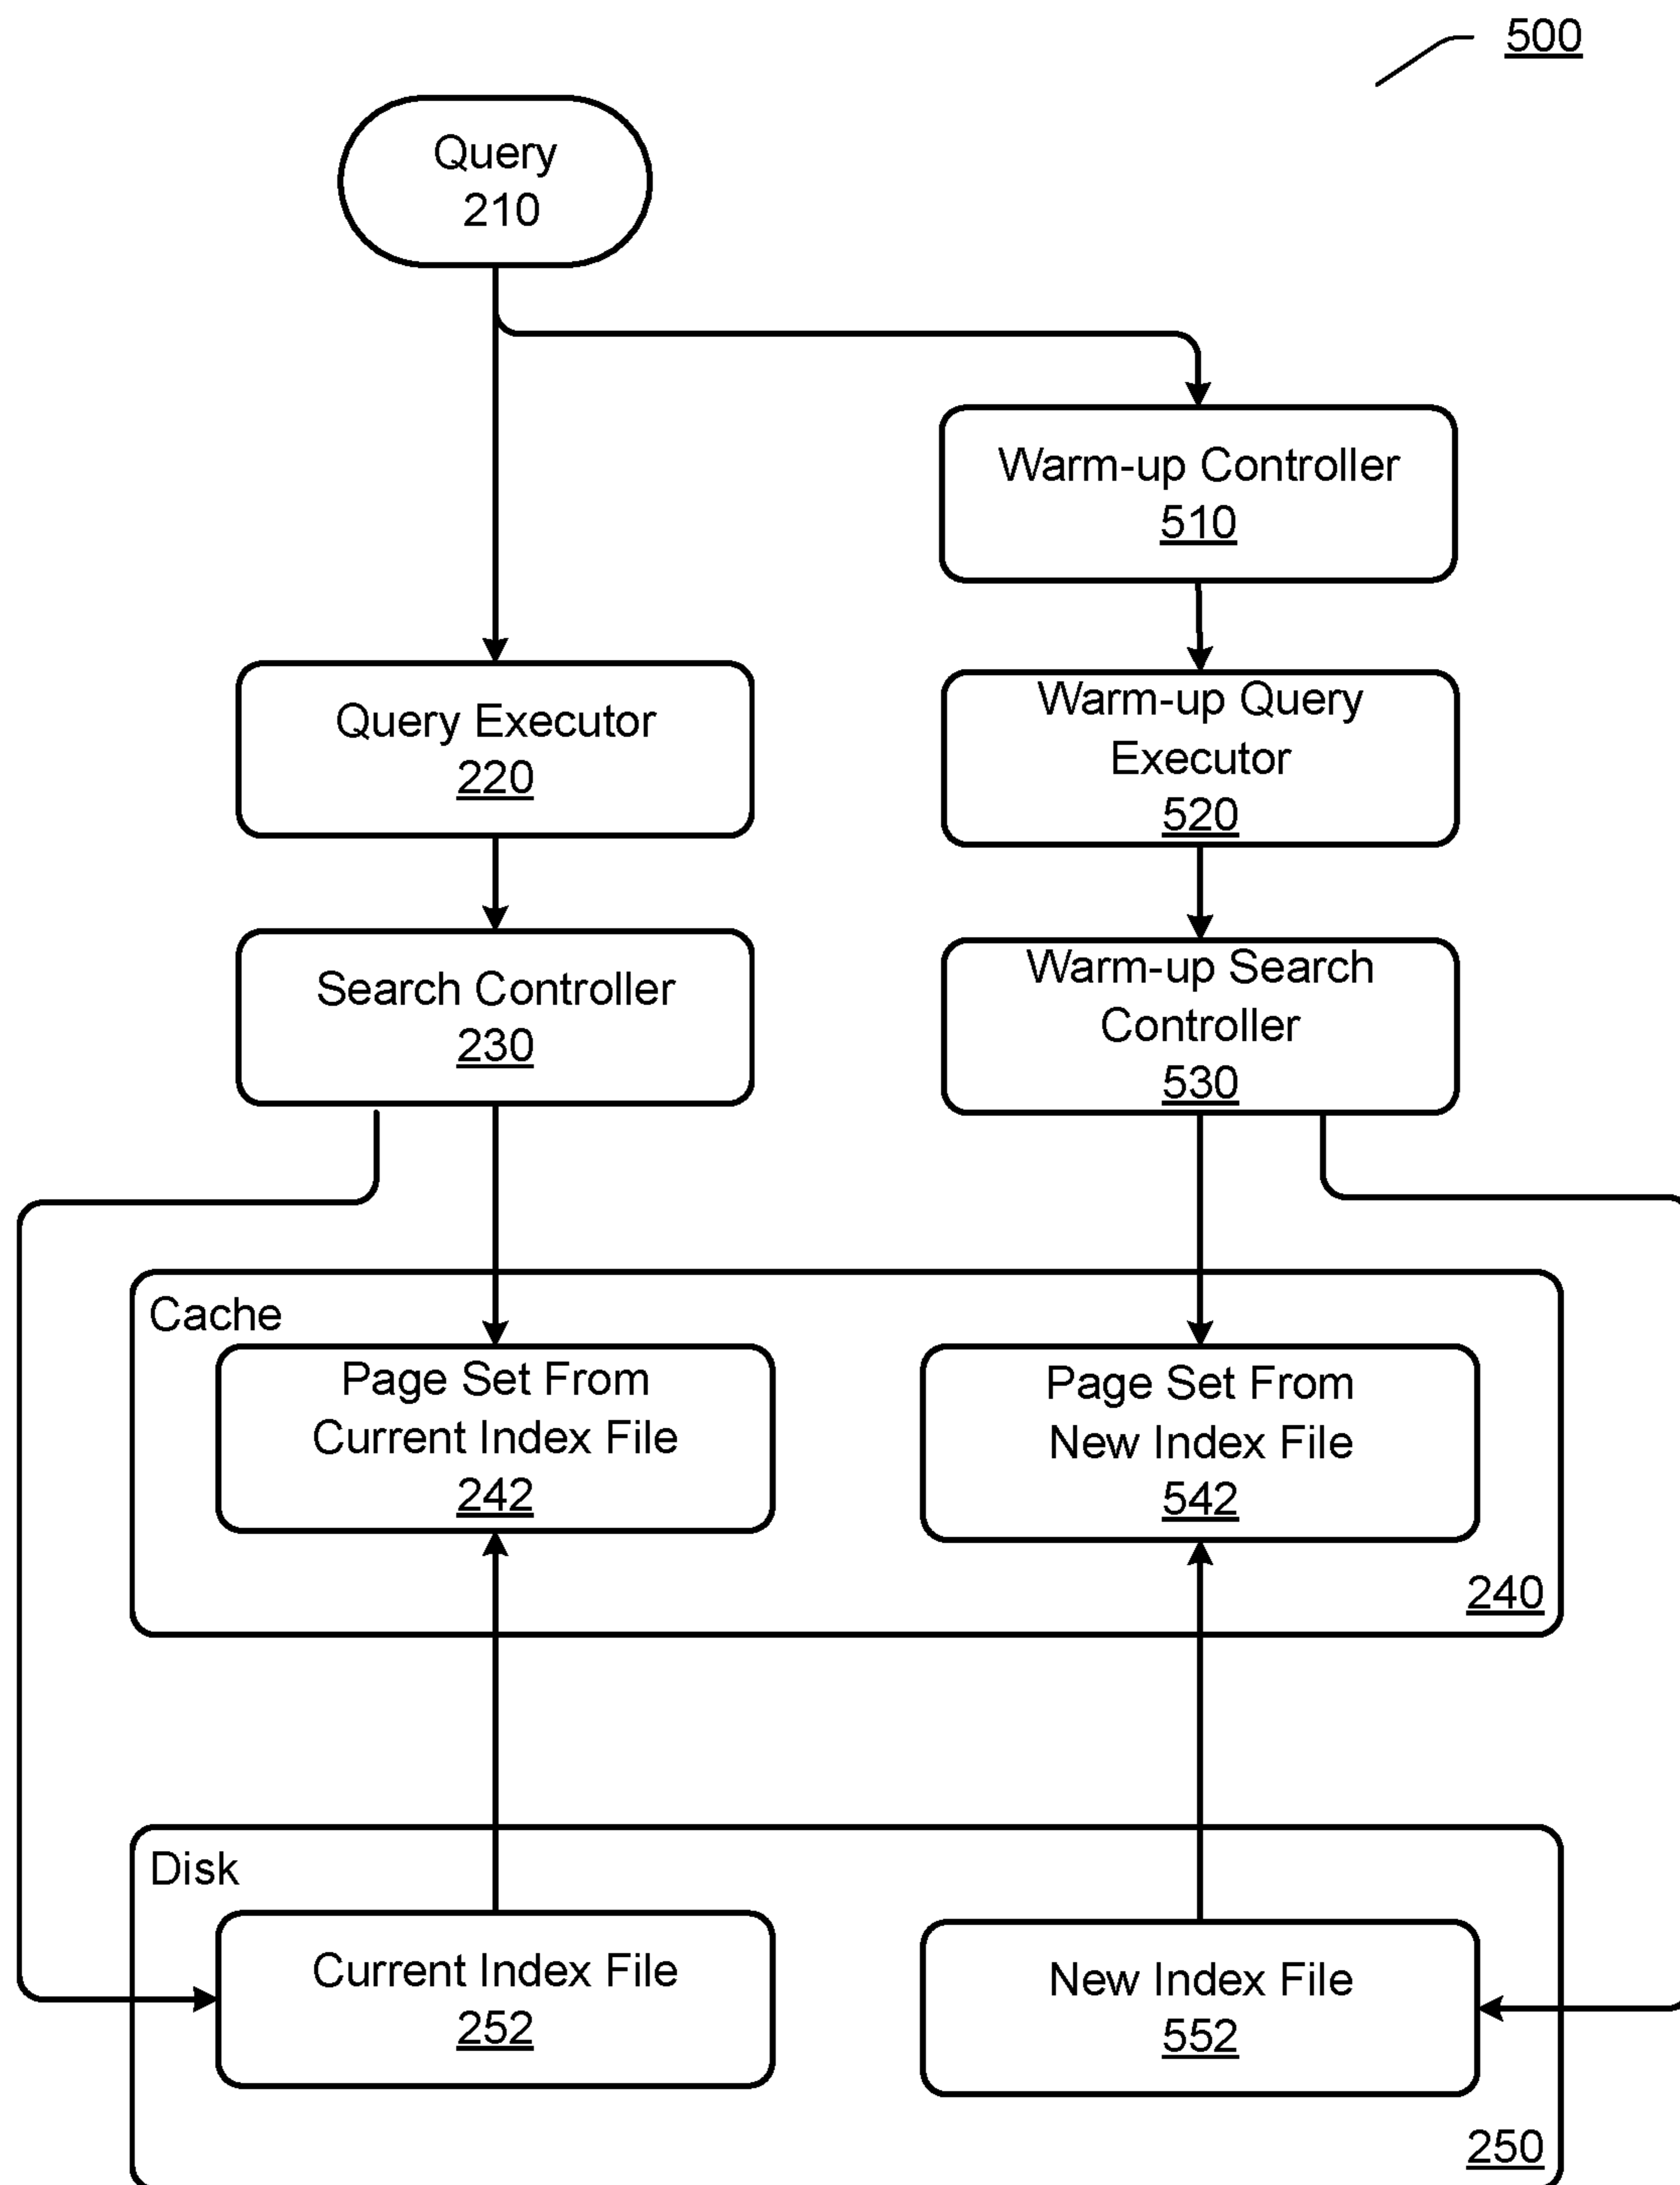 500
Query
210
Warm-up Controller
510
Query Executor
220
Warm-up Query
Executor
520
Search Controller
230
Warm-up Search
Controller
530
Cache
Page Set From
Current Index File
242
Page Set From
New Index File
542
240
Disk
Current Index File
252
New Index File
552
250